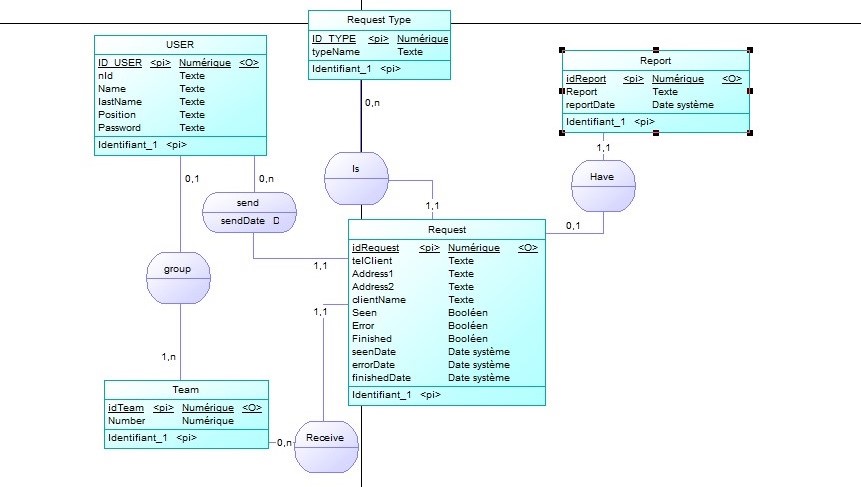 Request Type
ID_TYPE <pi> Numérique
typeName Texte
Identifiant_1 <pi>
USER
ID_USER <pi> Numérique <O>
nId Texte
Name Texte
lastName Texte
Position Texte
Password Texte
Identifiant_1 <pi>
Report
idReport <pi> Numérique <O>
Report Texte
reportDate Date système
Identifiant_1 <pi>
0,n
1,1
0,1
0,n
Is
Have
send
sendDate D
1,1
0,1
Request
idRequest <pi> Numérique <O>
telClient Texte
Address1 Texte
Address2 Texte
clientName Texte
Seen Booléen
Error Booléen
Finished Booléen
seenDate Date système
errorDate Date système
finishedDate Date système
Identifiant_1 <pi>
1,1
group
1,1
1,n
Team
idTeam <pi> Numérique <O>
Number Numérique
Identifiant_1 <pi>
0,n
Receive